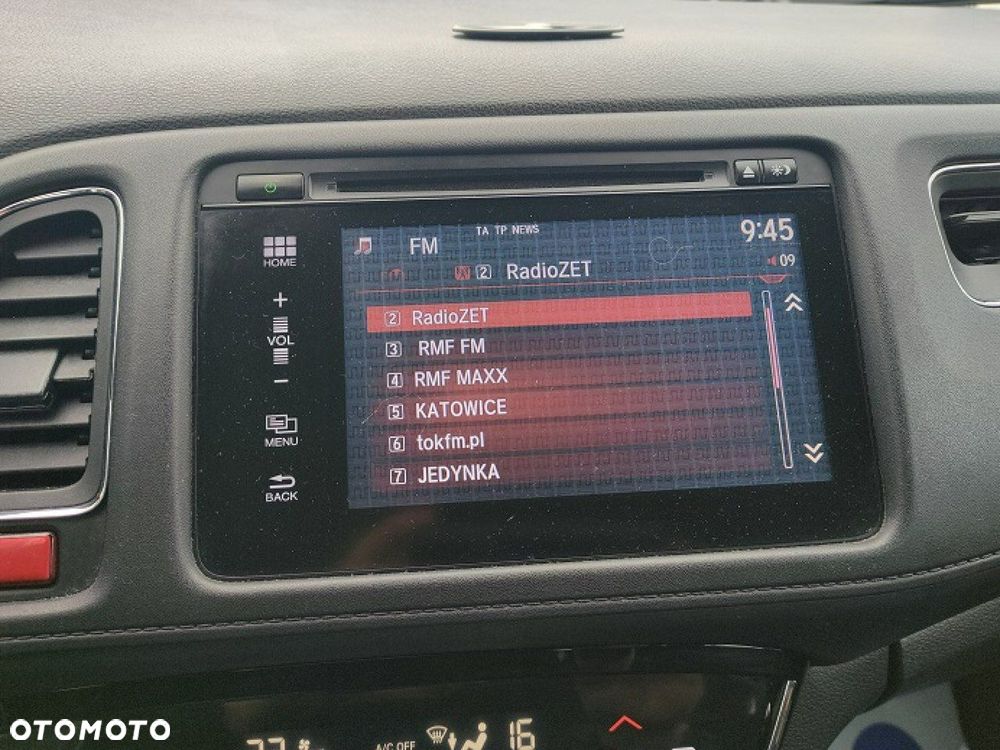 TA TP NEWS
FM
9:45
09
2 RadioZET
HOME
2 RadioZET
+
3 RMF FM
VOL
4 RMF MAXX
−
5 KATOWICE
MENU
6 tokfm.pl
BACK
7 JEDYNKA
A/C OFF
16
OTOMOTO